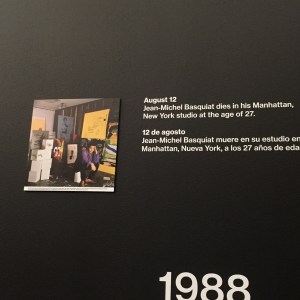 August 12
Jean-Michel Basquiat dies in his Manhattan,
New York studio at the age of 27.
12 de agosto
Jean-Michel Basquiat muere en su estudio en
Manhattan, Nueva York, a los 27 años de eda
1988